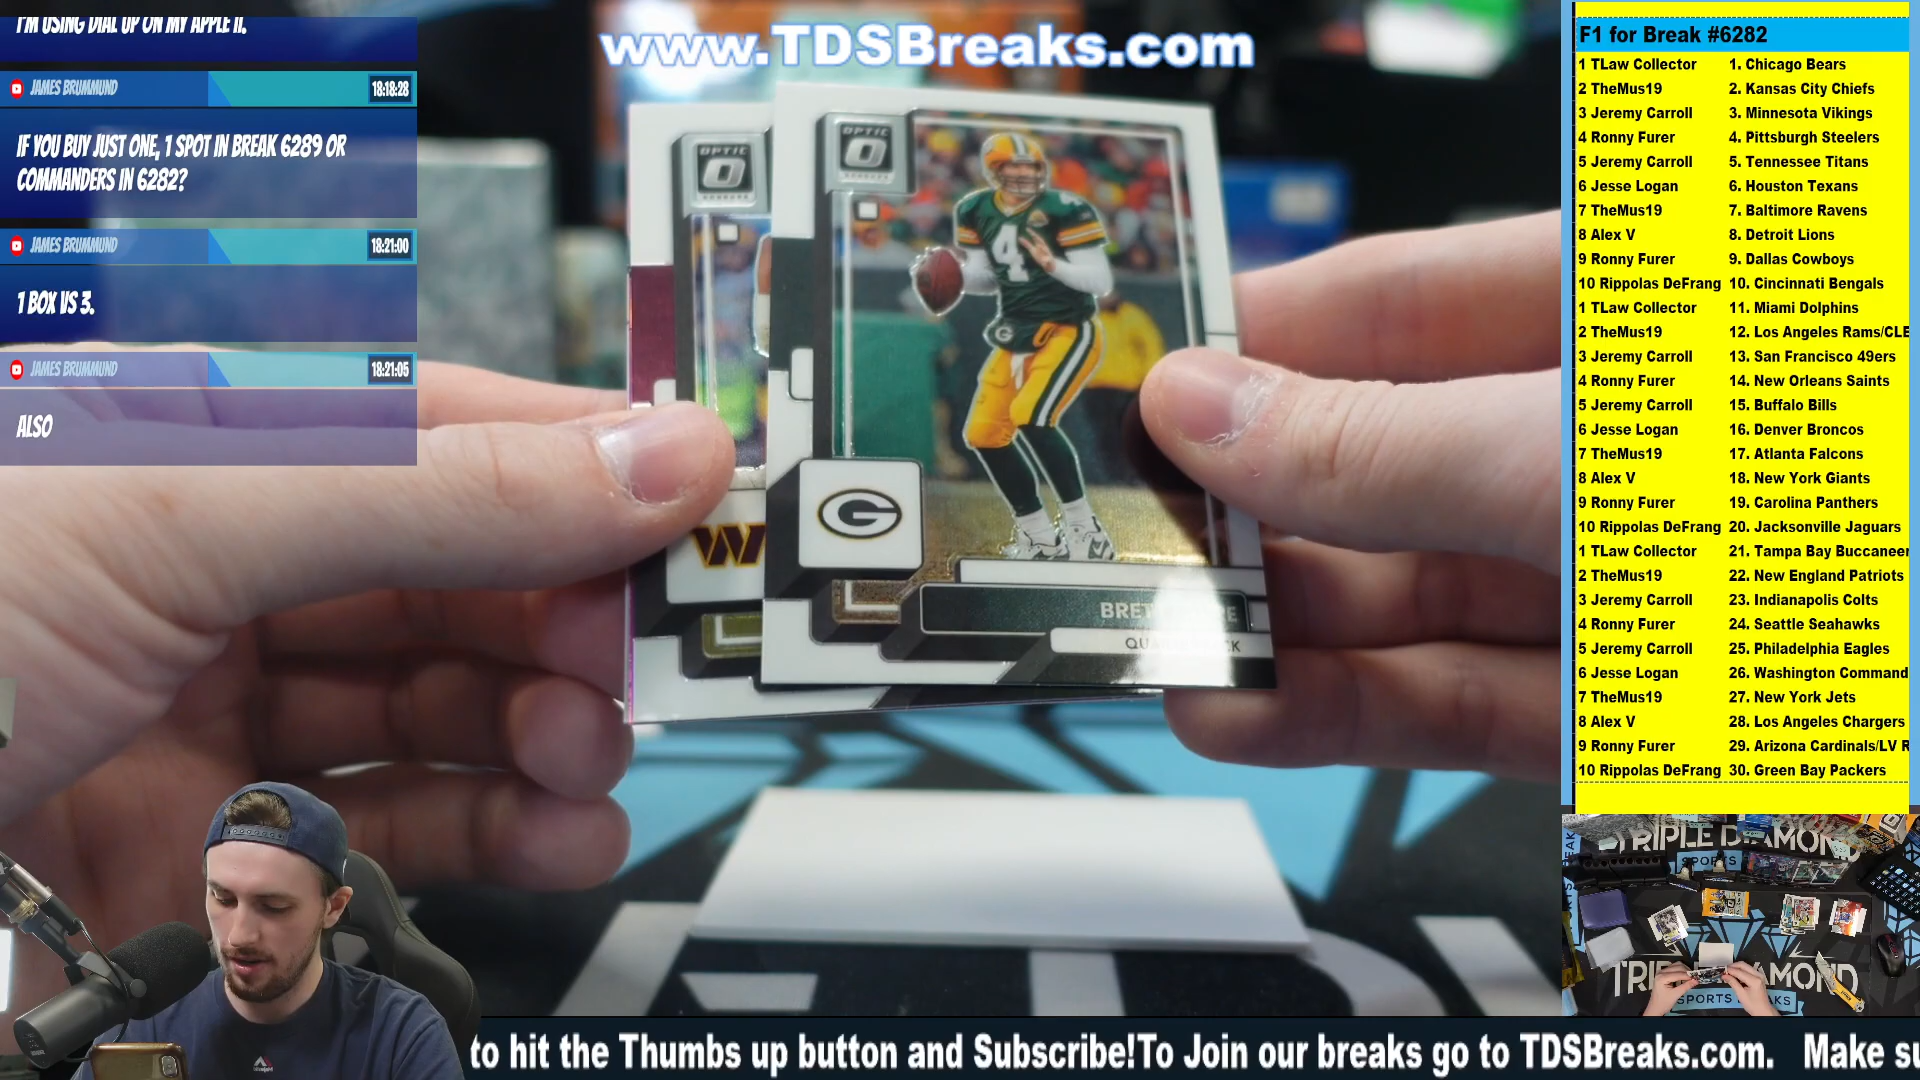 I'M USING DIAL UP ON MY APPLE II.
JAMES BRUMMUND 18:18:28
IF YOU BUY JUST ONE, 1 SPOT IN BREAK 6289 OR
COMMANDERS IN 6282?
JAMES BRUMMUND 18:21:00
1 BOX VS 3.
JAMES BRUMMUND 18:21:05
ALSO
www.TDSBreaks.com
OPTIC
OPTIC
4
G
W
QUARTERBACK
F1 for Break #6282
1 TLaw Collector 1. Chicago Bears
2 TheMus19 2. Kansas City Chiefs
3 Jeremy Carroll 3. Minnesota Vikings
4 Ronny Furer 4. Pittsburgh Steelers
5 Jeremy Carroll 5. Tennessee Titans
6 Jesse Logan 6. Houston Texans
7 TheMus19 7. Baltimore Ravens
8 Alex V 8. Detroit Lions
9 Ronny Furer 9. Dallas Cowboys
10 Rippolas DeFrang 10. Cincinnati Bengals
1 TLaw Collector 11. Miami Dolphins
2 TheMus19 12. Los Angeles Rams/CLE
3 Jeremy Carroll 13. San Francisco 49ers
4 Ronny Furer 14. New Orleans Saints
5 Jeremy Carroll 15. Buffalo Bills
6 Jesse Logan 16. Denver Broncos
7 TheMus19 17. Atlanta Falcons
8 Alex V 18. New York Giants
9 Ronny Furer 19. Carolina Panthers
10 Rippolas DeFrang 20. Jacksonville Jaguars
1 TLaw Collector 21. Tampa Bay Buccaneer
2 TheMus19 22. New England Patriots
3 Jeremy Carroll 23. Indianapolis Colts
4 Ronny Furer 24. Seattle Seahawks
5 Jeremy Carroll 25. Philadelphia Eagles
6 Jesse Logan 26. Washington Command
7 TheMus19 27. New York Jets
8 Alex V 28. Los Angeles Chargers
9 Ronny Furer 29. Arizona Cardinals/LV R
10 Rippolas DeFrang 30. Green Bay Packers
TRIPLE DIAMOND
SPORTS
TRIPLE DIAMOND
SPORTS BREAKS
to hit the Thumbs up button and Subscribe!To Join our breaks go to TDSBreaks.com. Make su